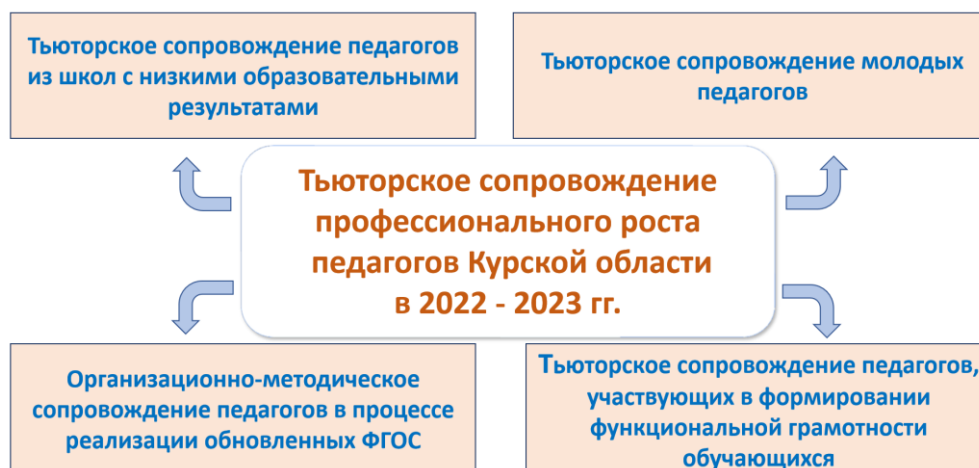 Тьюторское сопровождение педагогов
из школ с низкими образовательными
результатами
Тьюторское сопровождение молодых
педагогов
Тьюторское сопровождение
профессионального роста
педагогов Курской области
в 2022 - 2023 гг.
Организационно-методическое
сопровождение педагогов в процессе
реализации обновленных ФГОС
Тьюторское сопровождение педагогов,
участвующих в формировании
функциональной грамотности
обучающихся